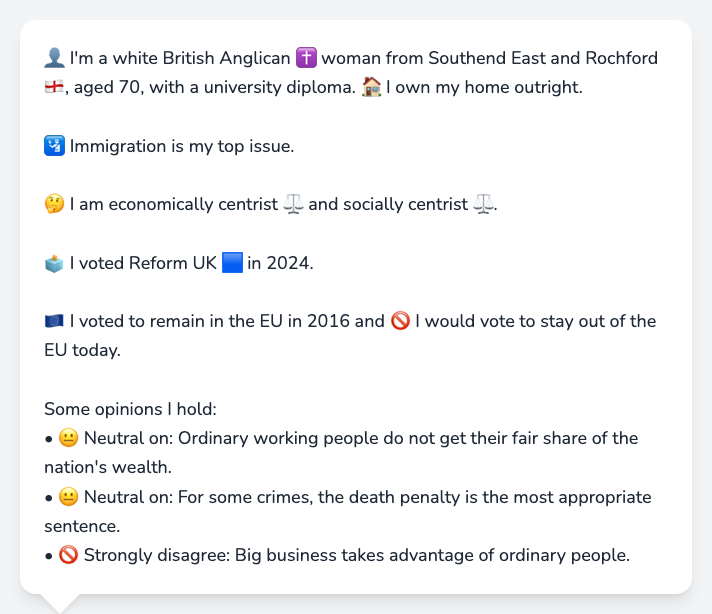 👤 I'm a white British Anglican ✝️ woman from Southend East and Rochford
🏴󠁧󠁢󠁥󠁮󠁧󠁿, aged 70, with a university diploma. 🏠 I own my home outright.
🛂 Immigration is my top issue.
🤔 I am economically centrist ⚖️ and socially centrist ⚖️.
🗳️ I voted Reform UK 🟦 in 2024.
🇪🇺 I voted to remain in the EU in 2016 and 🚫 I would vote to stay out of the
EU today.
Some opinions I hold:
• 😐 Neutral on: Ordinary working people do not get their fair share of the
nation's wealth.
• 😐 Neutral on: For some crimes, the death penalty is the most appropriate
sentence.
• 🚫 Strongly disagree: Big business takes advantage of ordinary people.